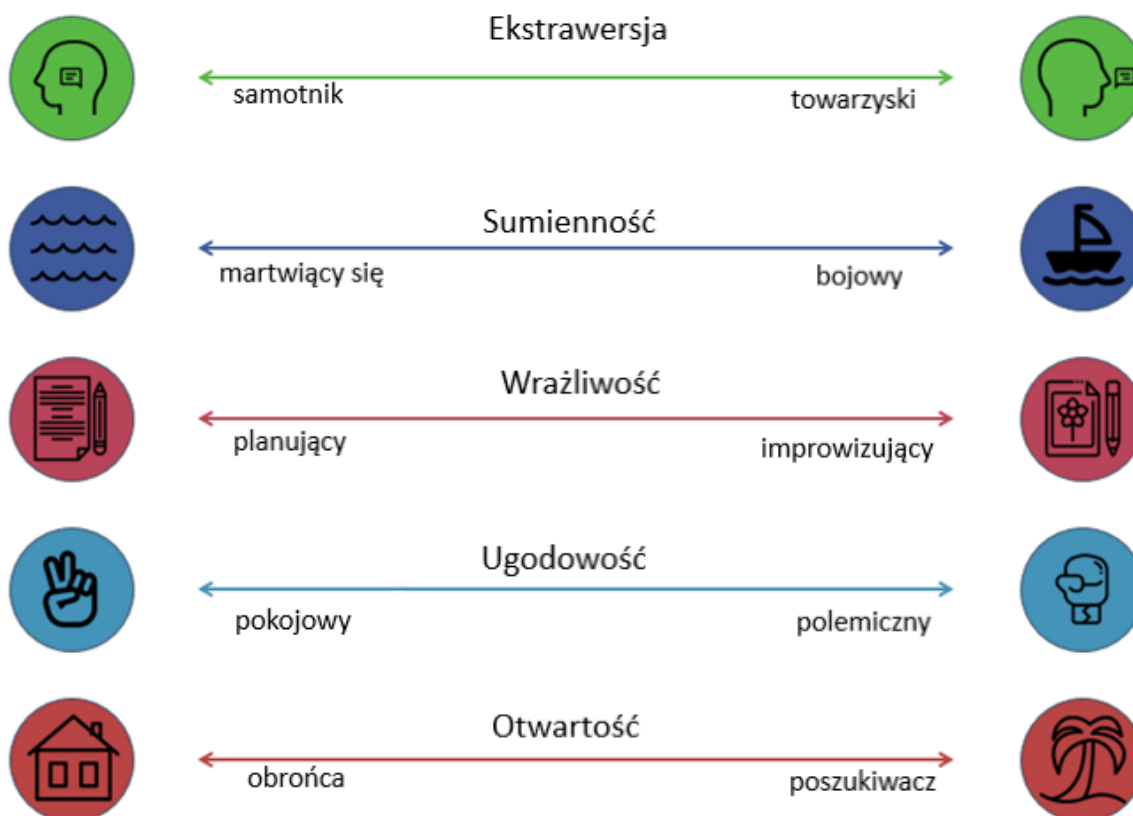 Ekstrawersja
samotnik
towarzyski
Sumienność
martwiący się
bojowy
Wrażliwość
planujący
improwizujący
Ugodowość
pokojowy
polemiczny
Otwartość
obrońca
poszukiwacz